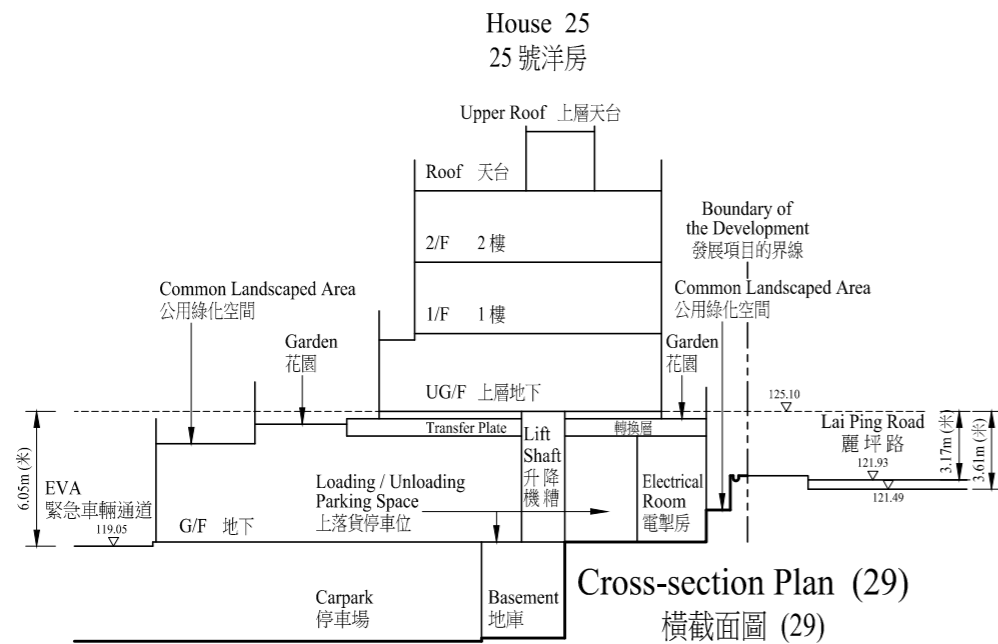 House 25
25 號洋房
Upper Roof 上層天台
Roof 天台
Boundary of
the Development
發展項目的界線
2/F 2 樓
Common Landscaped Area
公用綠化空間
Common Landscaped Area
公用綠化空間
1/F 1 樓
Garden
花園
Garden
花園
UG/F 上層地下
125.10
Transfer Plate
轉換層
Lift
Shaft
升降
機糟
Lai Ping Road
麗坪路
121.93
121.49
3.17m (米)
3.61m (米)
6.05m (米)
EVA
緊急車輛通道
119.05
G/F 地下
Loading / Unloading
Parking Space
上落貨停車位
Electrical
Room
電掣房
Carpark
停車場
Basement
地庫
Cross-section Plan (29)
橫截面圖 (29)